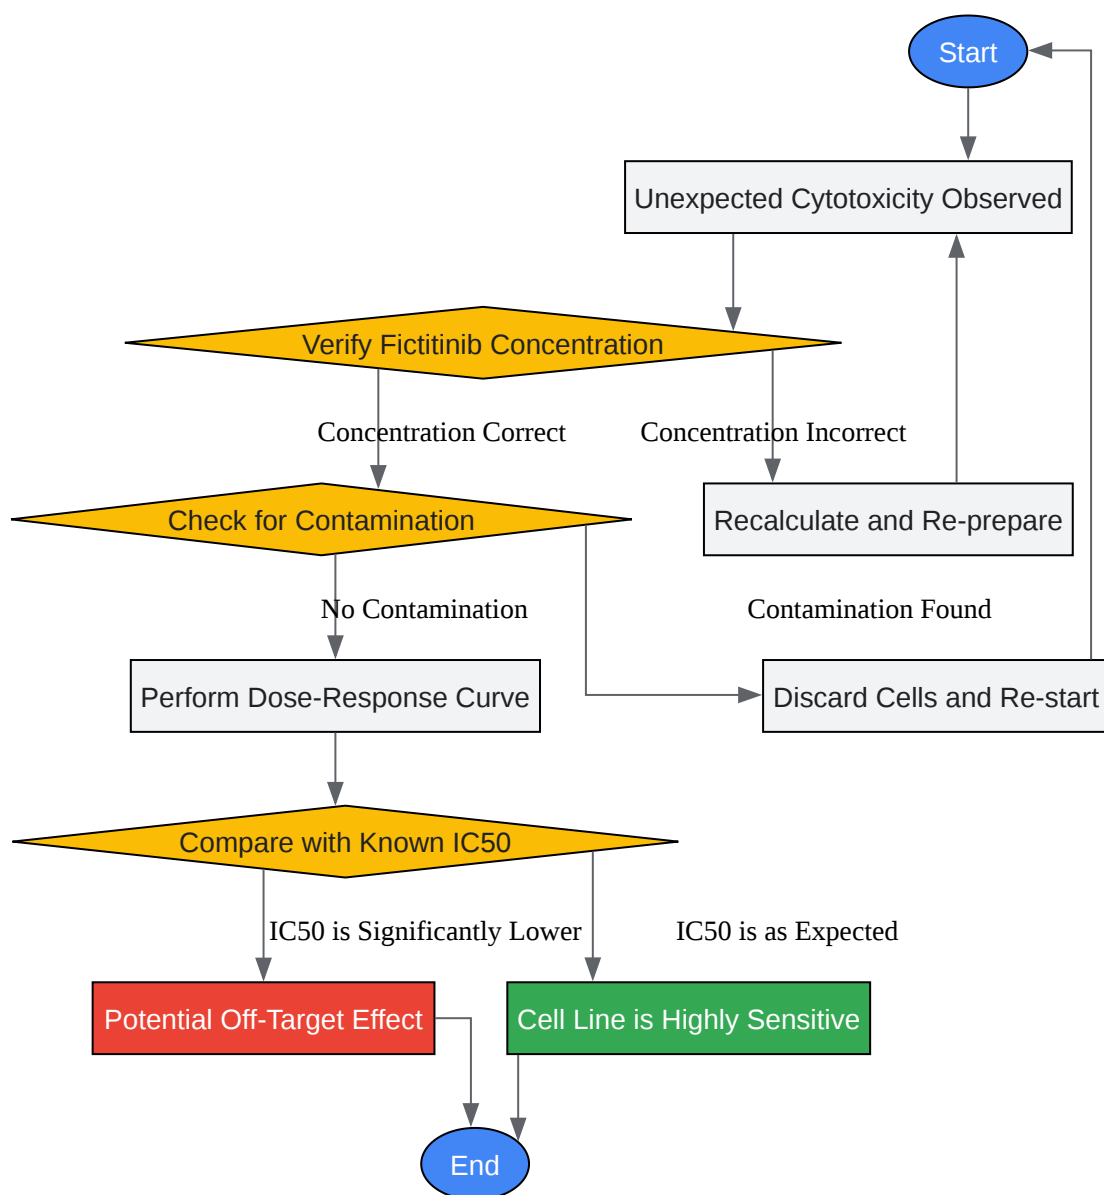 Start
Unexpected Cytotoxicity Observed
Verify Fictitinib Concentration
Concentration Correct
Concentration Incorrect
Check for Contamination
Recalculate and Re-prepare
No Contamination
Contamination Found
Perform Dose-Response Curve
Discard Cells and Re-start
Compare with Known IC50
IC50 is Significantly Lower
IC50 is as Expected
Potential Off-Target Effect
Cell Line is Highly Sensitive
End